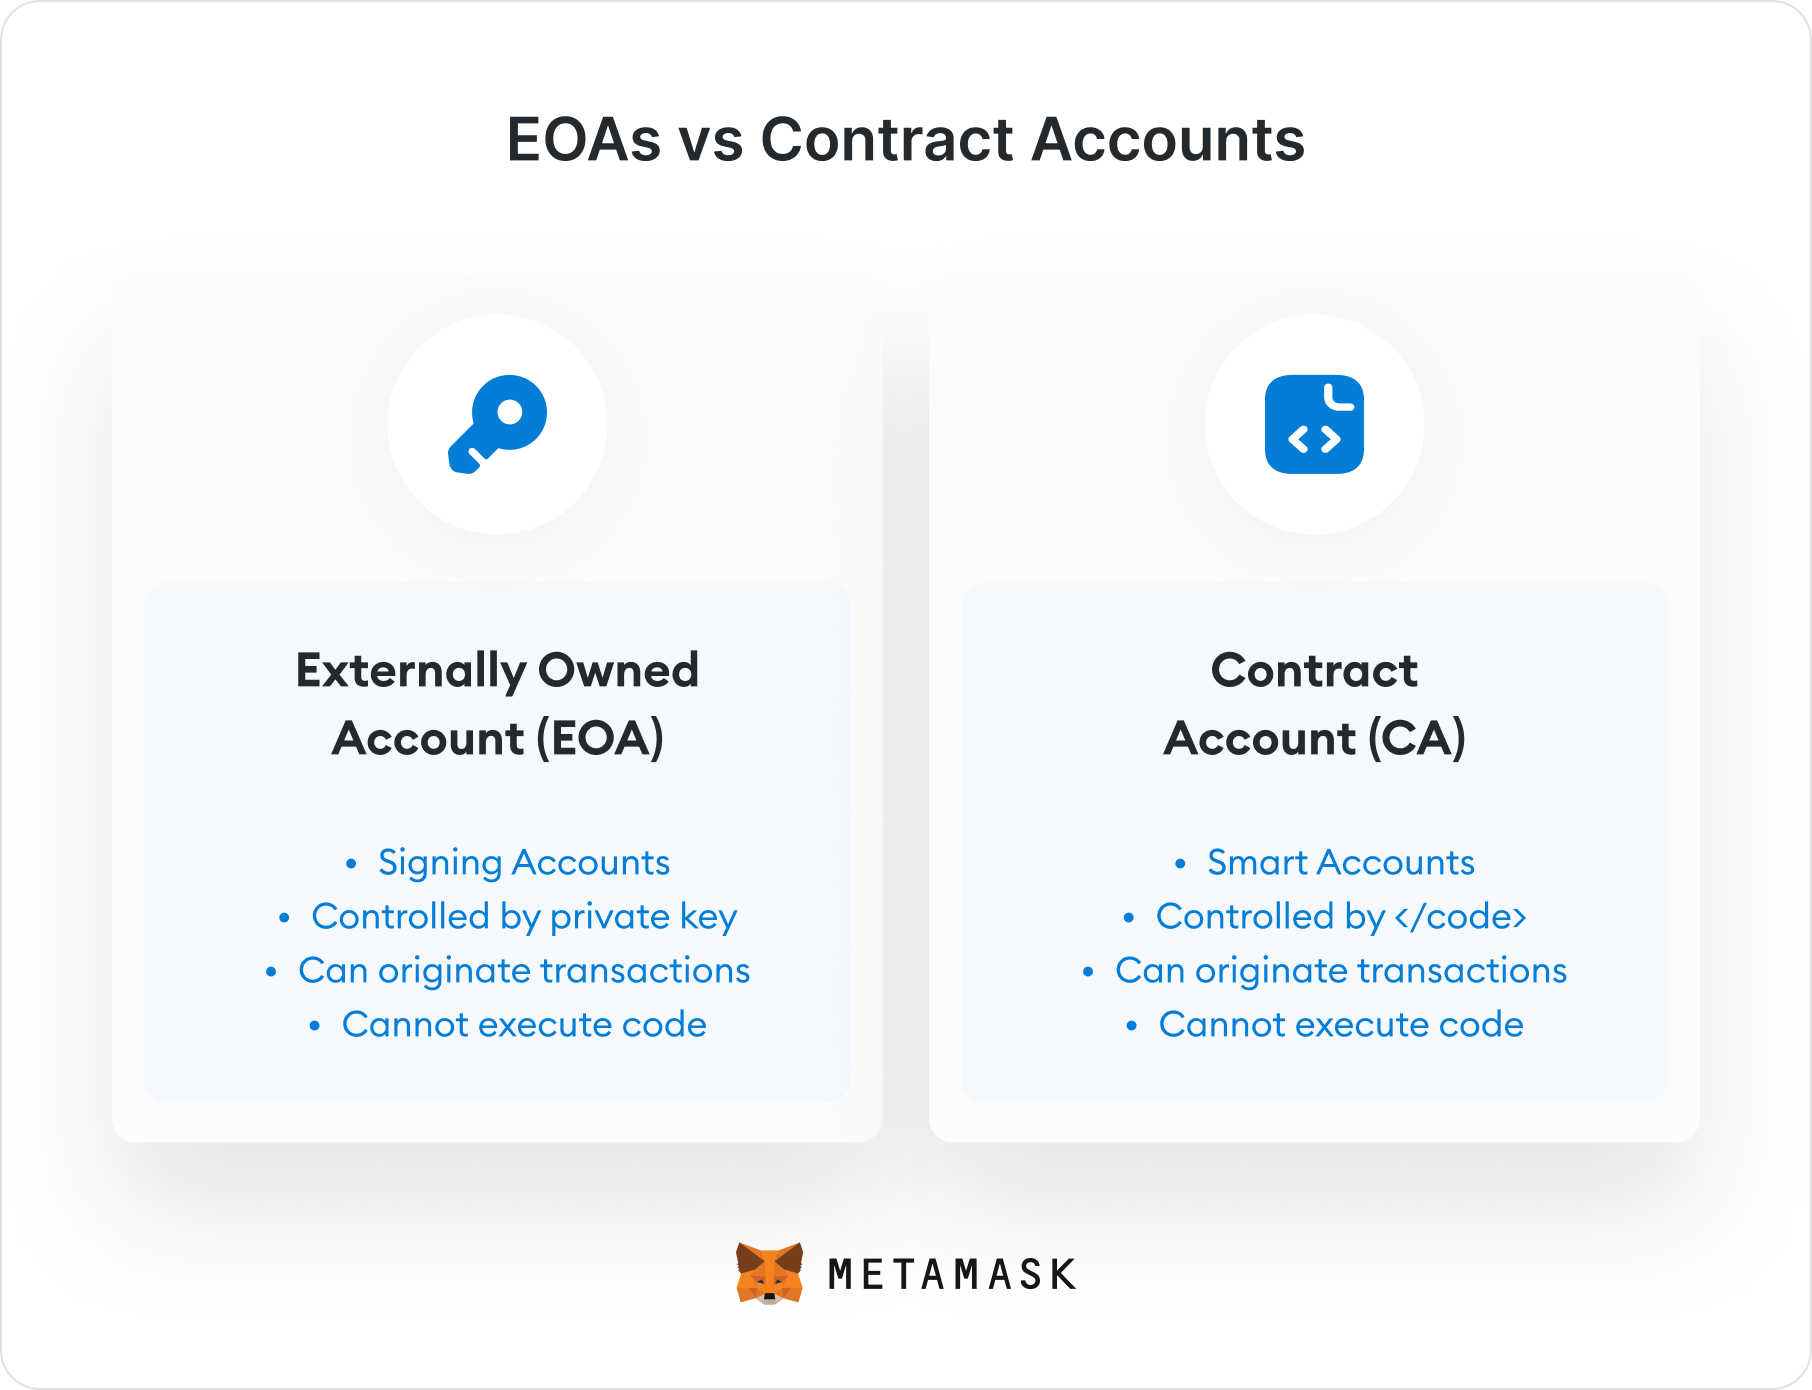 EOAs vs Contract Accounts
Externally Owned
Account (EOA)
• Signing Accounts
• Controlled by private key
• Can originate transactions
• Cannot execute code
Contract
Account (CA)
• Smart Accounts
• Controlled by </code>
• Can originate transactions
• Cannot execute code
METAMASK